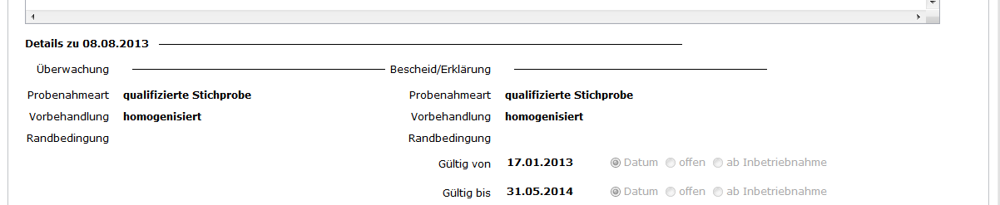 Details zu 08.08.2013
Überwachung Bescheid/Erklärung
Probenahmeart qualifizierte Stichprobe Probenahmeart qualifizierte Stichprobe
Vorbehandlung homogenisiert Vorbehandlung homogenisiert
Randbedingung Randbedingung
Gültig von 17.01.2013 Datum offen ab Inbetriebnahme
Gültig bis 31.05.2014 Datum offen ab Inbetriebnahme